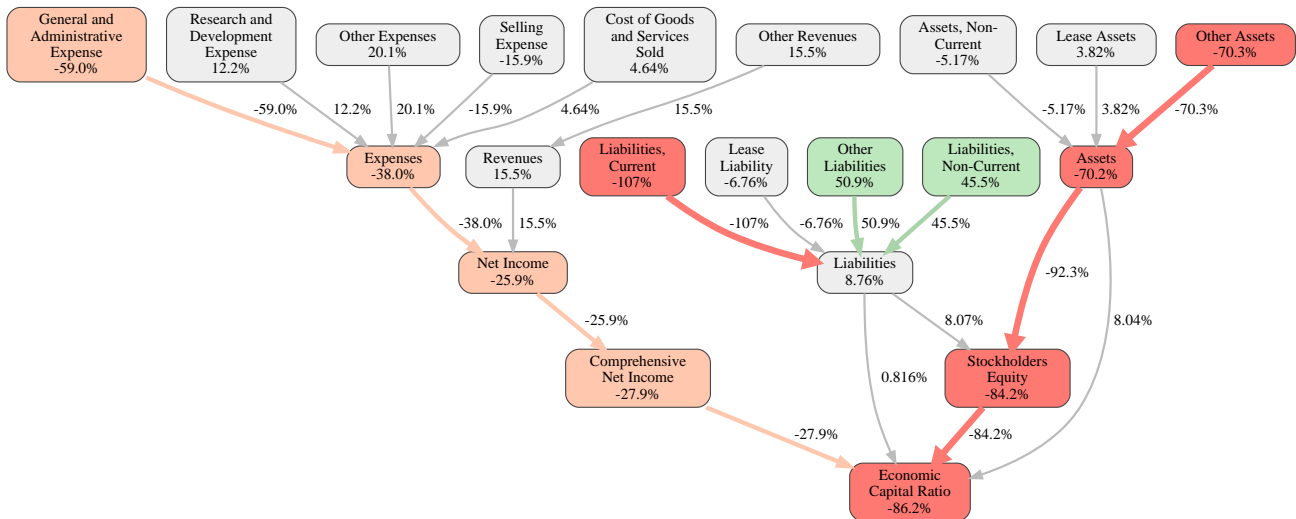 General and
Administrative
Expense
-59.0%
Research and
Development
Expense
12.2%
Other Expenses
20.1%
Selling
Expense
-15.9%
Cost of Goods
and Services
Sold
4.64%
Other Revenues
15.5%
Assets, Non-
Current
-5.17%
Lease Assets
3.82%
Other Assets
-70.3%
-59.0%
12.2%
20.1%
-15.9%
4.64%
15.5%
-5.17%
3.82%
-70.3%
Expenses
-38.0%
Revenues
15.5%
Liabilities,
Current
-107%
Lease
Liability
-6.76%
Other
Liabilities
50.9%
Liabilities,
Non-Current
45.5%
Assets
-70.2%
-38.0%
15.5%
-107%
-6.76%
50.9%
45.5%
Net Income
-25.9%
Liabilities
8.76%
-92.3%
-25.9%
8.07%
8.04%
Comprehensive
Net Income
-27.9%
0.816%
Stockholders
Equity
-84.2%
-27.9%
-84.2%
Economic
Capital Ratio
-86.2%